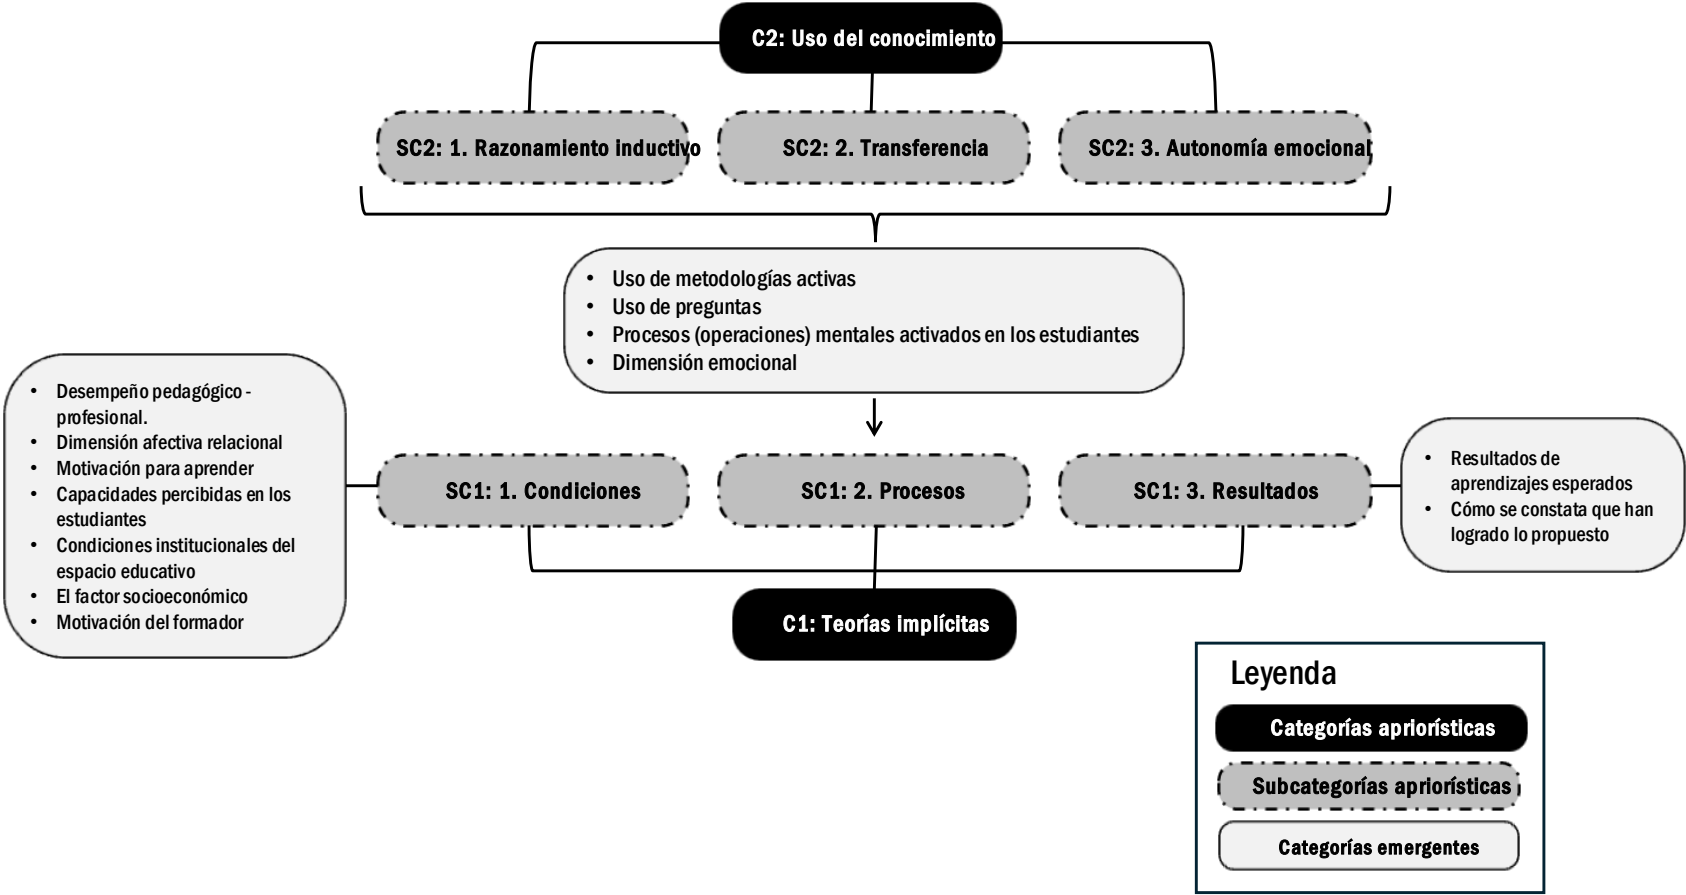 C2: Uso del conocimiento
SC2: 1. Razonamiento inductivo
SC2: 2. Transferencia
SC2: 3. Autonomía emocional
• Uso de metodologías activas
• Uso de preguntas
• Procesos (operaciones) mentales activados en los estudiantes
• Dimensión emocional
• Desempeño pedagógico -
profesional.
• Dimensión afectiva relacional
• Motivación para aprender
• Capacidades percibidas en los
estudiantes
• Condiciones institucionales del
espacio educativo
• El factor socioeconómico
• Motivación del formador
SC1: 1. Condiciones
SC1: 2. Procesos
SC1: 3. Resultados
• Resultados de
aprendizajes esperados
• Cómo se constata que han
logrado lo propuesto
C1: Teorías implícitas
Leyenda
Categorías apriorísticas
Subcategorías apriorísticas
Categorías emergentes